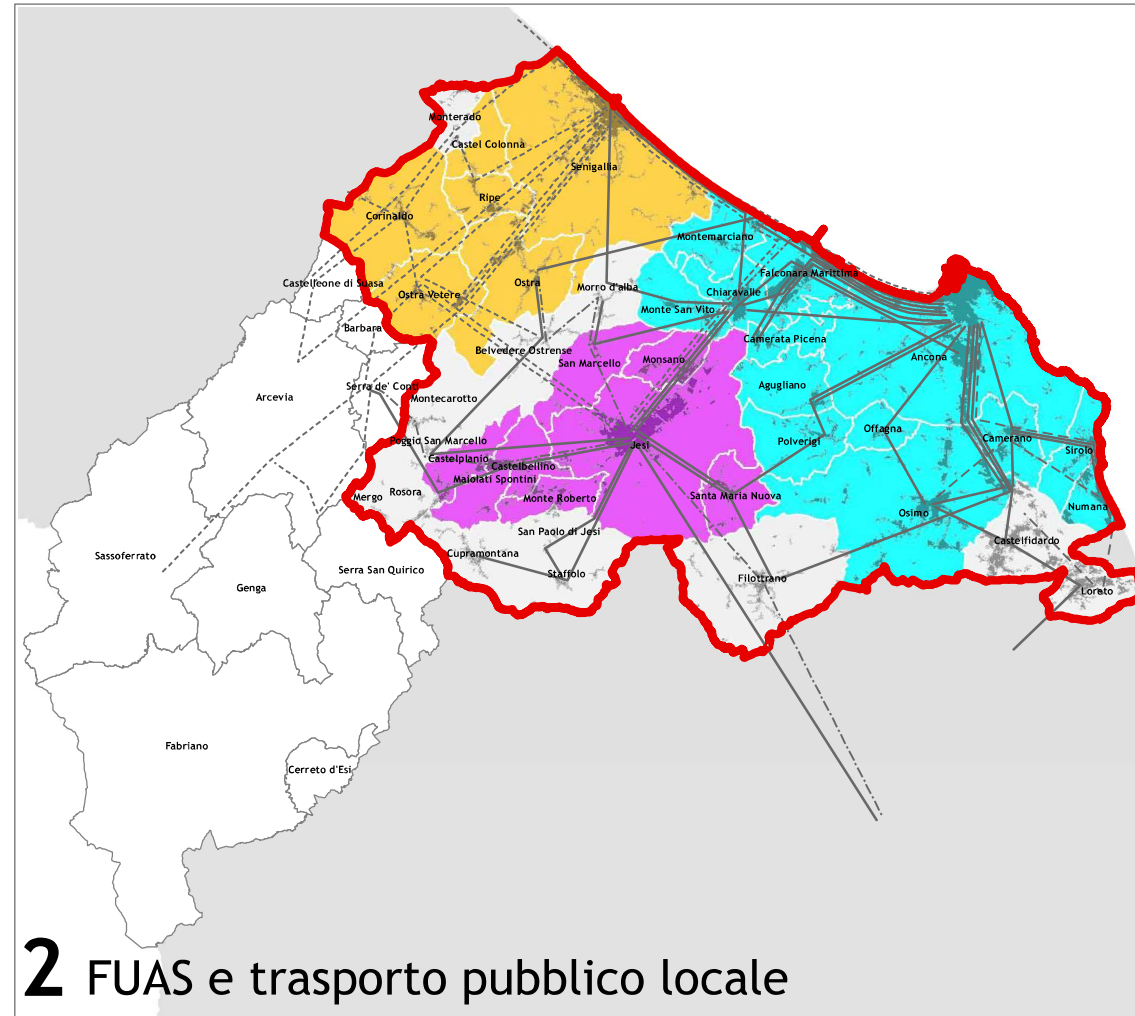 Monterado
Castel Colonna
Senigallia
Ripe
Corinaldo
Montemarciano
Falconara Marittima
Castelleone di Suasa
Ostra
Morro d'alba
Chiaravalle
Ostra Vetere
Monte San Vito
Barbara
Camerata Picena
Belvedere Ostrense
Ancona
San Marcello
Monsano
Serra de' Conti
Agugliano
Arcevia
Montecarotto
Offagna
Poggio San Marcello
Polverigi
Camerano
Jesi
Sirolo
Castelplanio
Castelbellino
Maiolati Spontini
Rosora
Mergo
Monte Roberto
Santa Maria Nuova
Numana
Osimo
San Paolo di Jesi
Castelfidardo
Sassoferrato
Cupramontana
Serra San Quirico
Staffolo
Filottrano
Genga
Loreto
Fabriano
Cerreto d'Esi
2 FUAS e trasporto pubblico locale